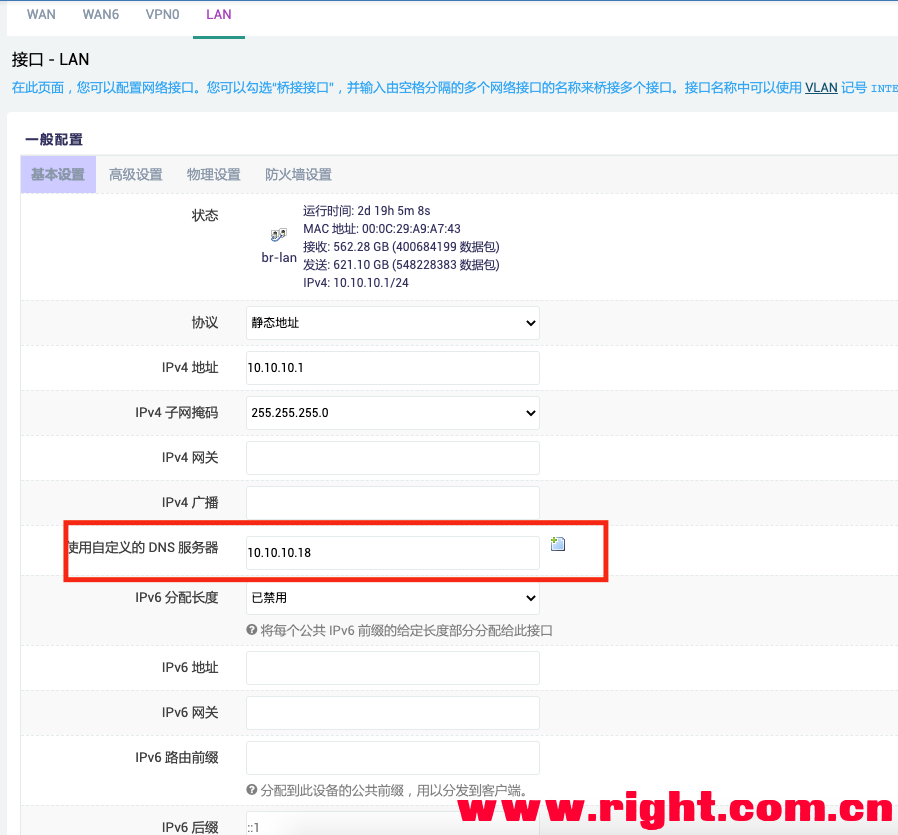 WAN WAN6 VPN0 LAN
接口 - LAN
在此页面，您可以配置网络接口。您可以勾选"桥接接口"，并输入由空格分隔的多个网络接口的名称来桥接多个接口。接口名称中可以使用 VLAN 记号 INTE
一般配置
基本设置 高级设置 物理设置 防火墙设置
状态
br-lan
运行时间: 2d 19h 5m 8s
MAC 地址: 00:0C:29:A9:A7:43
接收: 562.28 GB (400684199 数据包)
发送: 621.10 GB (548228383 数据包)
IPv4: 10.10.10.1/24
协议 静态地址
IPv4 地址 10.10.10.1
IPv4 子网掩码 255.255.255.0
IPv4 网关
IPv4 广播
使用自定义的 DNS 服务器 10.10.10.18
IPv6 分配长度 已禁用
将每个公共 IPv6 前缀的给定长度部分分配给此接口
IPv6 地址
IPv6 网关
IPv6 路由前缀
分配到此设备的公共前缀，用以分发到客户端。
IPv6 后缀 ::1
www.right.com.cn